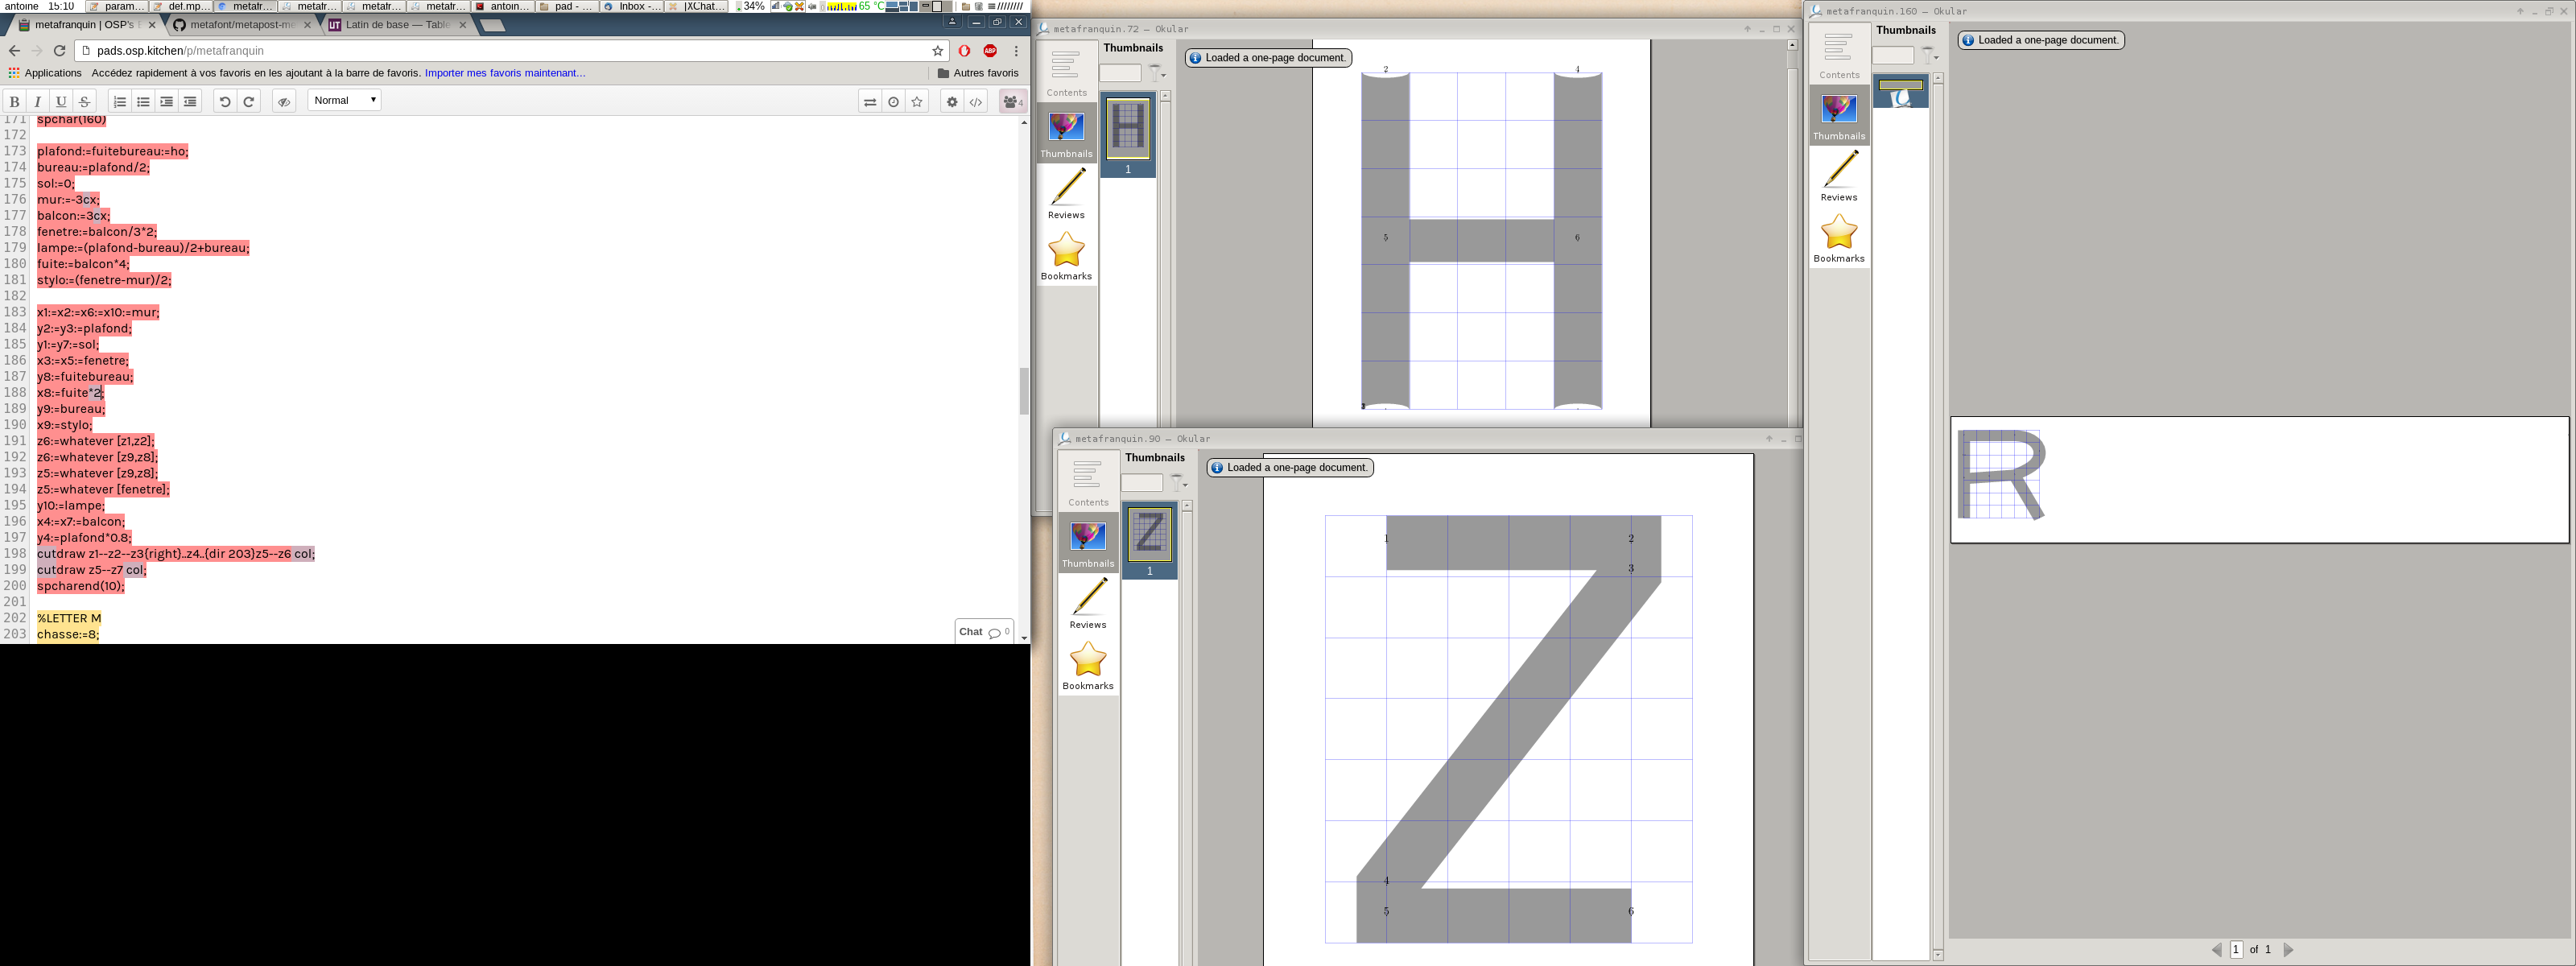 antoine 15:10 param... def.mp... metafr... metafr... metafr... metafr... antoin... pad - ... Inbox -... |XChat... 34% 65 °C
metafranquin | OSP's metafont/metapost-me Latin de base — Table
pads.osp.kitchen/p/metafranquin
Applications Accédez rapidement à vos favoris en les ajoutant à la barre de favoris. Importer mes favoris maintenant... Autres favoris
B I U S Normal 4
171 spchar(160)
172
173 plafond:=fuitebureau:=ho;
174 bureau:=plafond/2;
175 sol:=0;
176 mur:=-3cx;
177 balcon:=3cx;
178 fenetre:=balcon/3*2;
179 lampe:=(plafond-bureau)/2+bureau;
180 fuite:=balcon*4;
181 stylo:=(fenetre-mur)/2;
182
183 x1:=x2:=x6:=x10:=mur;
184 y2:=y3:=plafond;
185 y1:=y7:=sol;
186 x3:=x5:=fenetre;
187 y8:=fuitebureau;
188 x8:=fuite*2;
189 y9:=bureau;
190 x9:=stylo;
191 z6:=whatever [z1,z2];
192 z6:=whatever [z9,z8];
193 z5:=whatever [z9,z8];
194 z5:=whatever [fenetre];
195 y10:=lampe;
196 x4:=x7:=balcon;
197 y4:=plafond*0.8;
198 cutdraw z1--z2--z3{right}..z4..{dir 203}z5--z6 col;
199 cutdraw z5--z7 col;
200 spcharend(10);
201
202 %LETTER M
203 chasse:=8;
Chat 0
metafranquin.72 — Okular
Contents
Thumbnails
Reviews
Bookmarks
Thumbnails
1
Loaded a one-page document.
2 4
5 6
metafranquin.90 — Okular
Contents
Thumbnails
Reviews
Bookmarks
Thumbnails
1
Loaded a one-page document.
1 2
3
4
5 6
metafranquin.160 — Okular
Contents
Thumbnails
Reviews
Bookmarks
Thumbnails
Loaded a one-page document.
1 of 1